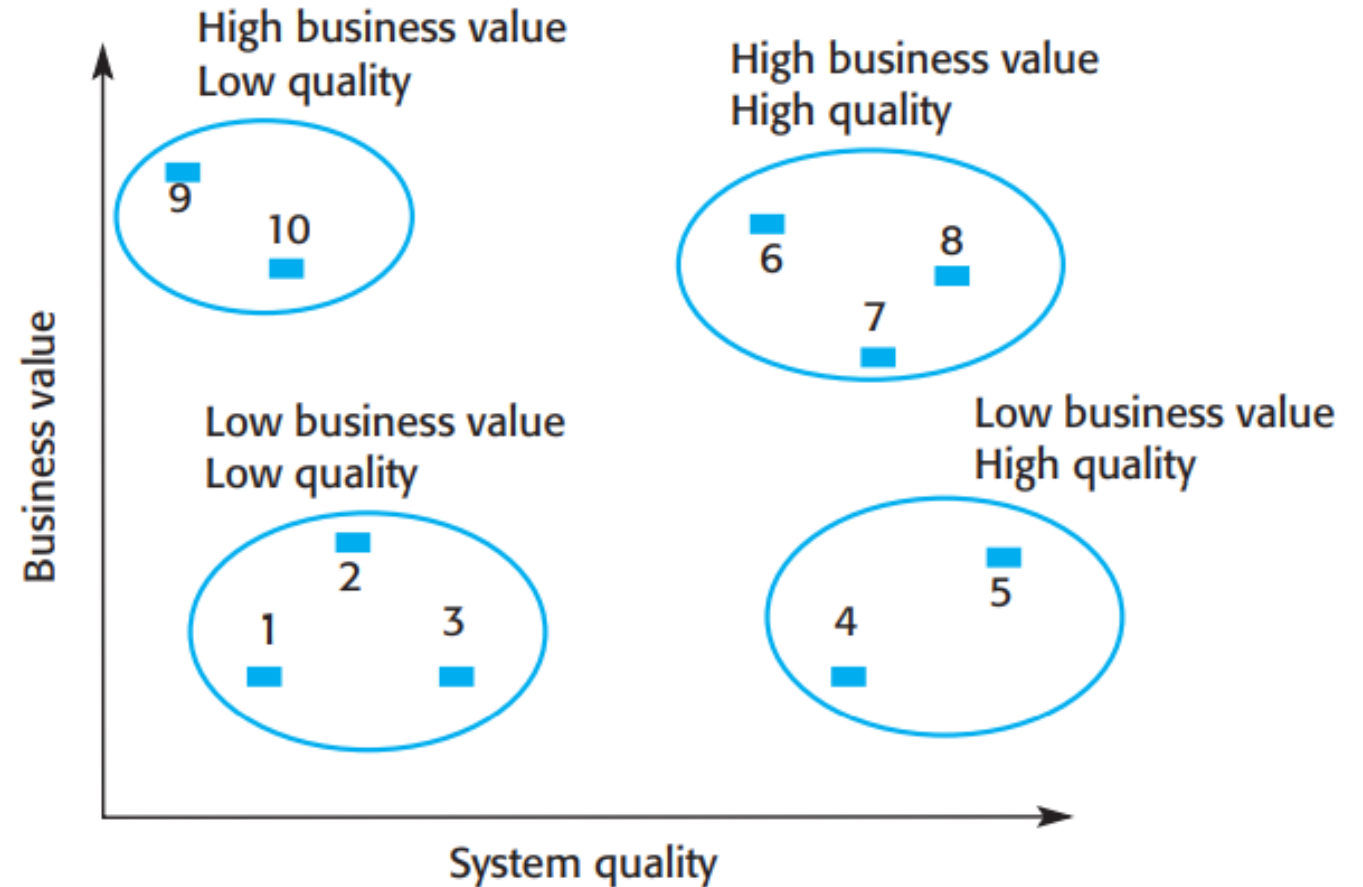 High business value
Low quality
High business value
High quality
9
10
6
8
7
Business value
Low business value
Low quality
Low business value
High quality
2
1
3
5
4
System quality